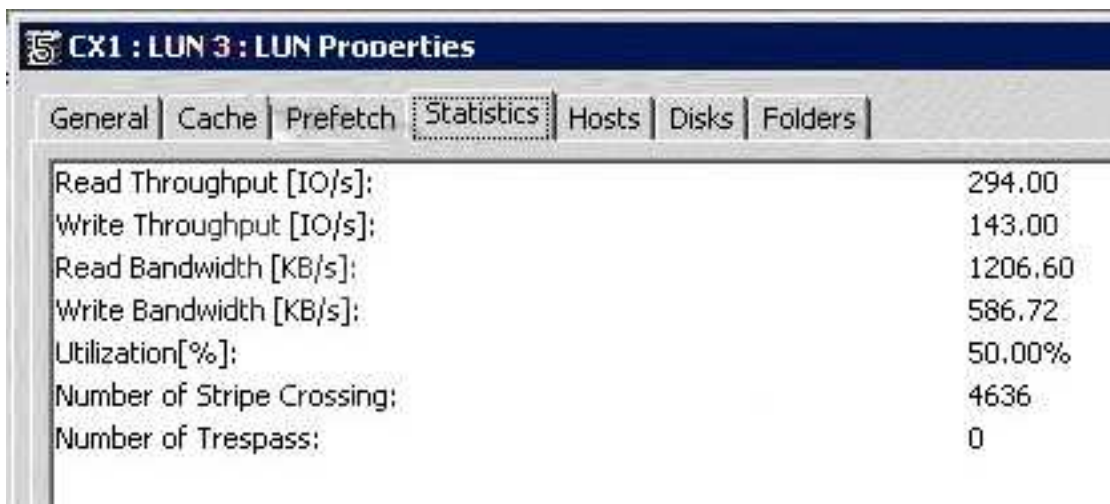 CX1 : LUN 3 : LUN Properties
General Cache Prefetch Statistics Hosts Disks Folders
Read Throughput [IO/s]: 294.00
Write Throughput [IO/s]: 143.00
Read Bandwidth [KB/s]: 1206.60
Write Bandwidth [KB/s]: 586.72
Utilization[%]: 50.00%
Number of Stripe Crossing: 4636
Number of Trespass: 0